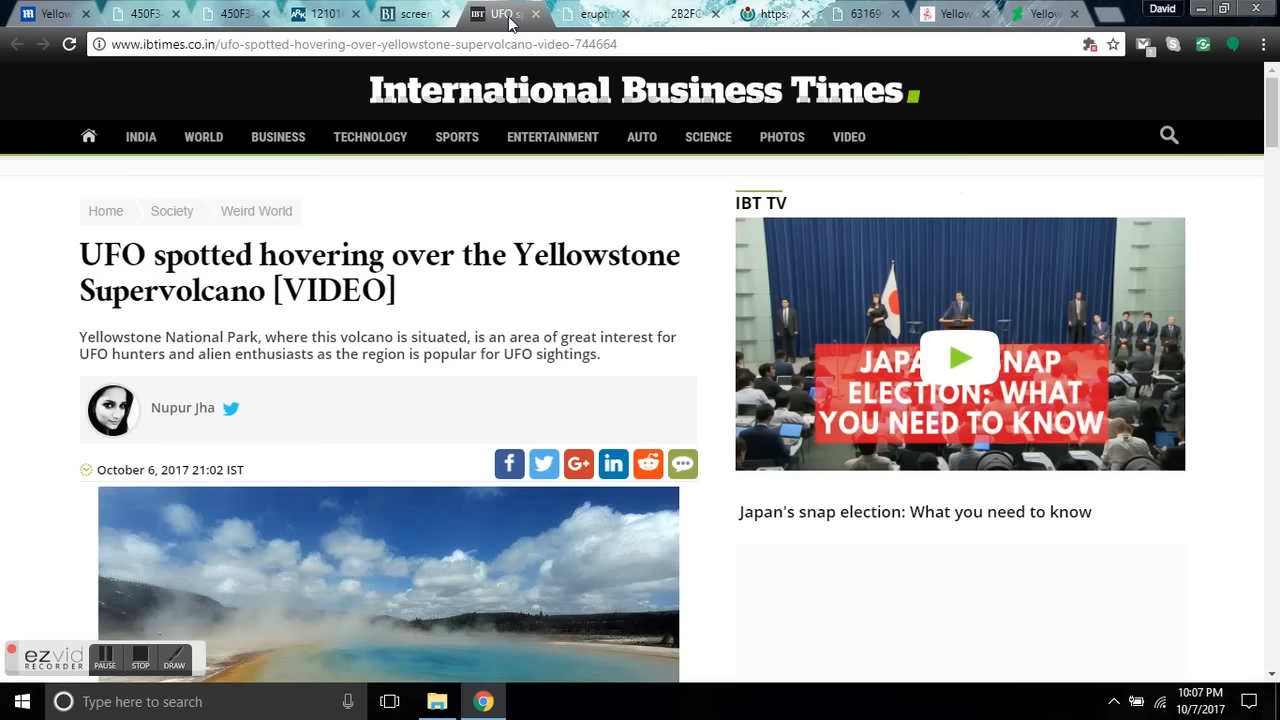 Yellow
450F3
450F3
12101
BI screen
IBT UFO sp
erupti
2B2FC
https:
63169
Yellow
Yellow
David
www.ibtimes.co.in/ufo-spotted-hovering-over-yellowstone-supervolcano-video-744664
International Business Times
INDIA WORLD BUSINESS TECHNOLOGY SPORTS ENTERTAINMENT AUTO SCIENCE PHOTOS VIDEO
Home Society Weird World
UFO spotted hovering over the Yellowstone
Supervolcano [VIDEO]
Yellowstone National Park, where this volcano is situated, is an area of great interest for
UFO hunters and alien enthusiasts as the region is popular for UFO sightings.
Nupur Jha
October 6, 2017 21:02 IST
IBT TV
ELECTION: WHAT
YOU NEED TO KNOW
Japan's snap election: What you need to know
ezvid
RECORDER
PAUSE STOP DRAW
Type here to search
10:07 PM
10/7/2017